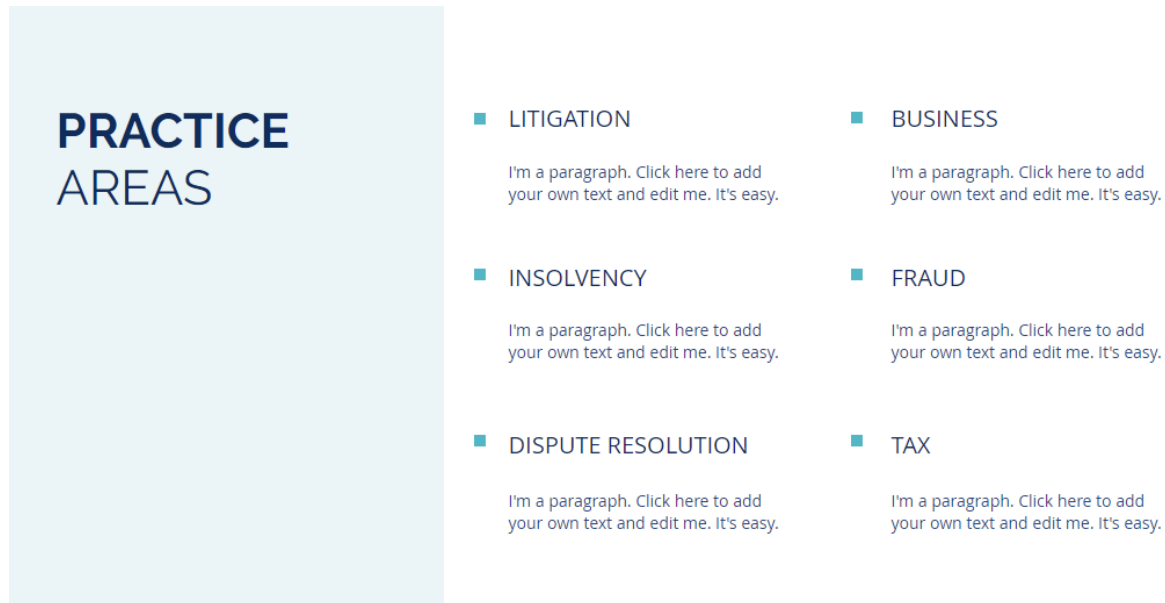 PRACTICE
AREAS
LITIGATION
I'm a paragraph. Click here to add
your own text and edit me. It's easy.
BUSINESS
I'm a paragraph. Click here to add
your own text and edit me. It's easy.
INSOLVENCY
I'm a paragraph. Click here to add
your own text and edit me. It's easy.
FRAUD
I'm a paragraph. Click here to add
your own text and edit me. It's easy.
DISPUTE RESOLUTION
I'm a paragraph. Click here to add
your own text and edit me. It's easy.
TAX
I'm a paragraph. Click here to add
your own text and edit me. It's easy.